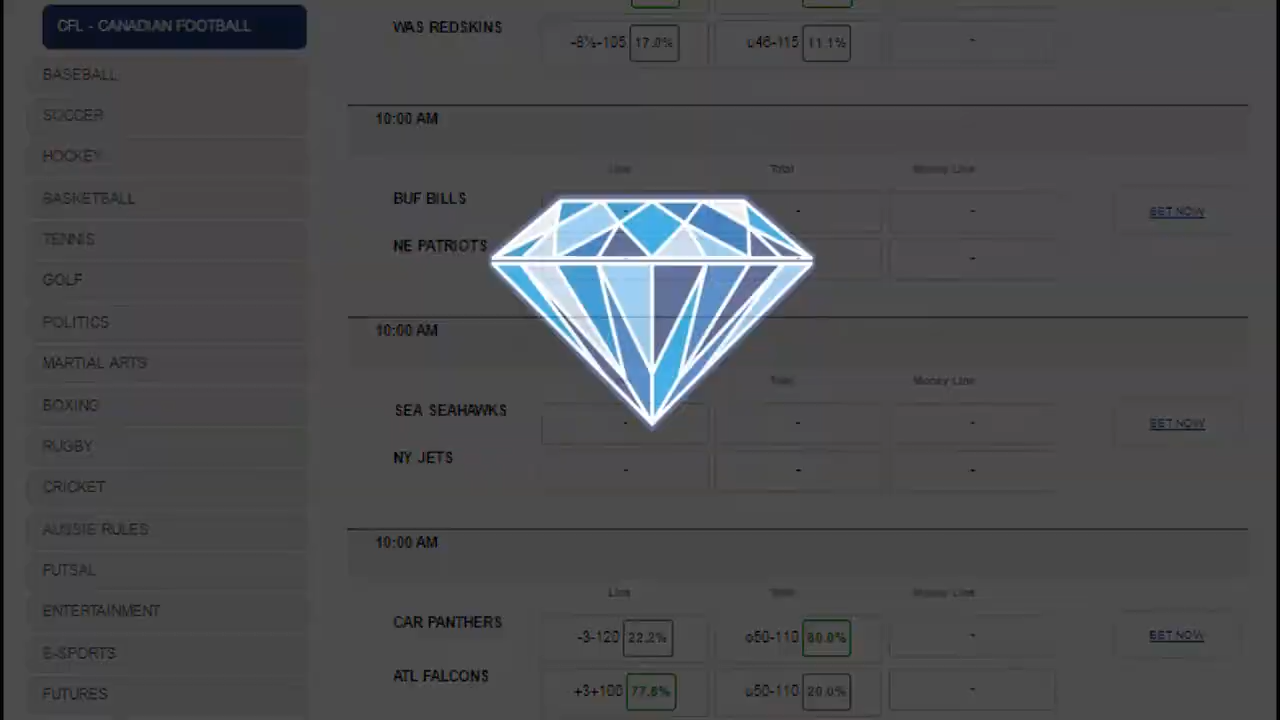 CFL - CANADIAN FOOTBALL
BASEBALL
SOCCER
HOCKEY
BASKETBALL
TENNIS
GOLF
POLITICS
MARTIAL ARTS
BOXING
RUGBY
CRICKET
AUSSIE RULES
FUTSAL
ENTERTAINMENT
E-SPORTS
FUTURES
WAS REDSKINS -8½-105 17.0% u46-115 11.1% -
10:00 AM
Line Total Money Line
BUF BILLS - - - BET NOW
NE PATRIOTS - -
10:00 AM
Total Money Line
SEA SEAHAWKS - - - BET NOW
NY JETS - - -
10:00 AM
Line Total Money Line
CAR PANTHERS -3-120 22.2% o50-110 80.0% - BET NOW
ATL FALCONS +3+100 77.8% u50-110 20.0% -